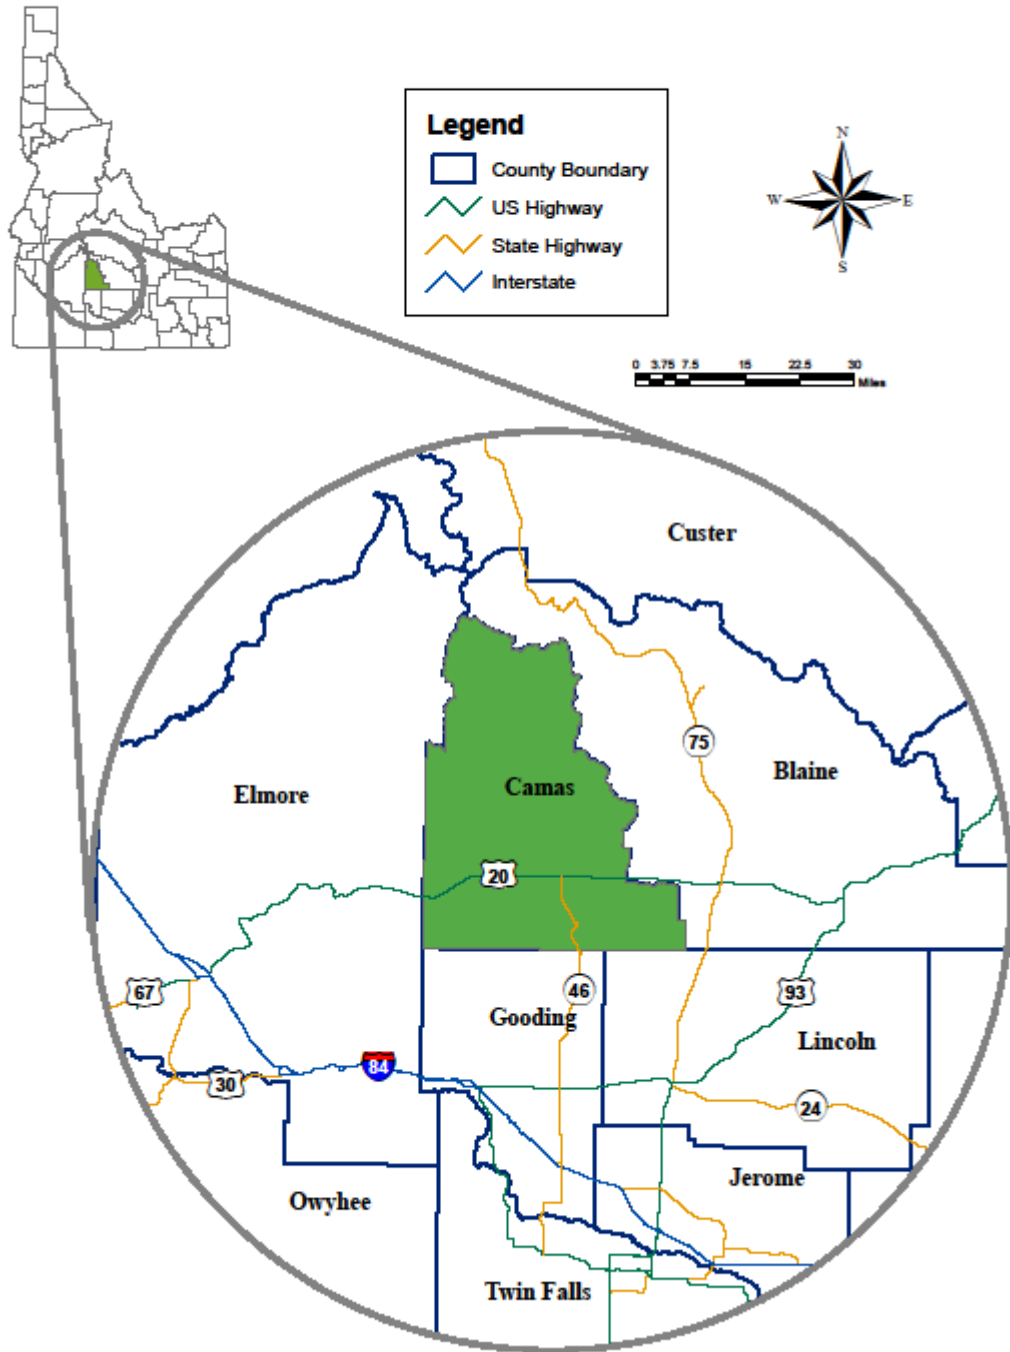 Legend
County Boundary
US Highway
State Highway
Interstate
N
W E
S
0 3.75 7.5 15 22.5 30
Miles
Custer
75
Blaine
Elmore
Camas
20
67
46
93
Gooding
Lincoln
84
30
24
Jerome
Owyhee
Twin Falls